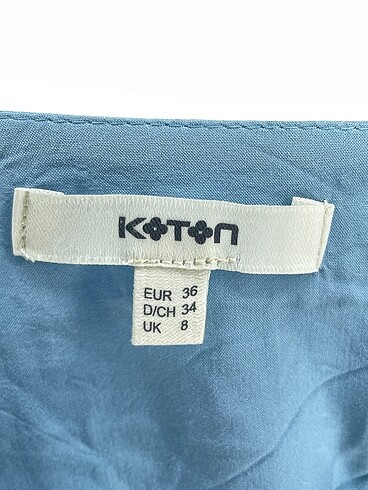 KOTON
EUR 36
D/CH 34
UK 8